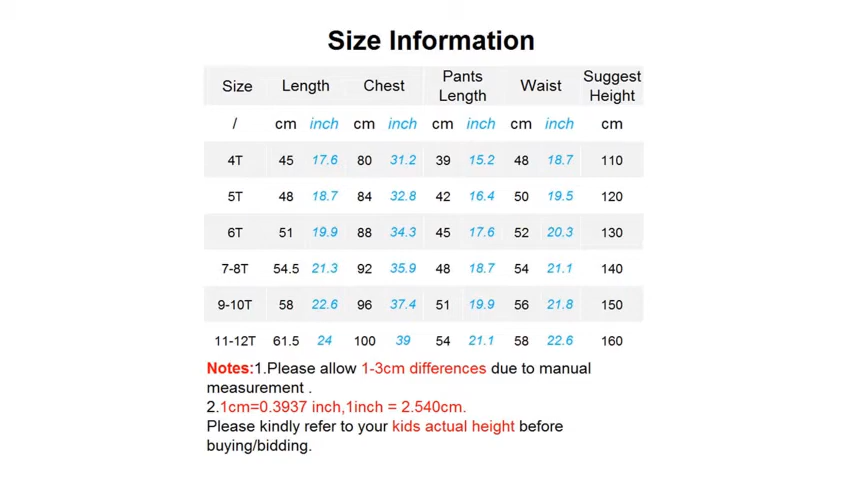 Size Information
Size Length Chest Pants Length Waist Suggest Height
/ cm inch cm inch cm inch cm inch cm
4T 45 17.6 80 31.2 39 15.2 48 18.7 110
5T 48 18.7 84 32.8 42 16.4 50 19.5 120
6T 51 19.9 88 34.3 45 17.6 52 20.3 130
7-8T 54.5 21.3 92 35.9 48 18.7 54 21.1 140
9-10T 58 22.6 96 37.4 51 19.9 56 21.8 150
11-12T 61.5 24 100 39 54 21.1 58 22.6 160
Notes:1.Please allow 1-3cm differences due to manual
measurement .
2.1cm=0.3937 inch,1inch = 2.540cm.
Please kindly refer to your kids actual height before
buying/bidding.